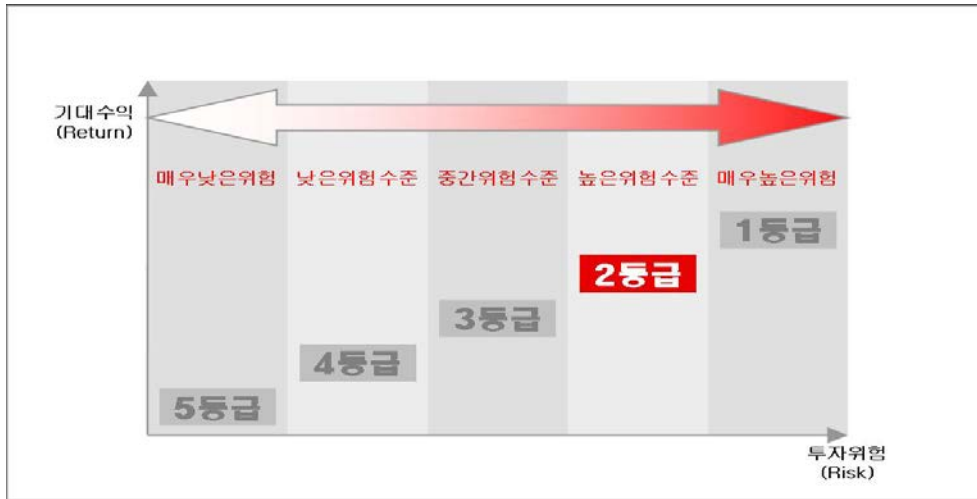 기대수익
(Return)
매우낮은위험 낮은위험수준 중간위험수준 높은위험수준 매우높은위험
1등급
2등급
3등급
4등급
5등급
투자위험
(Risk)